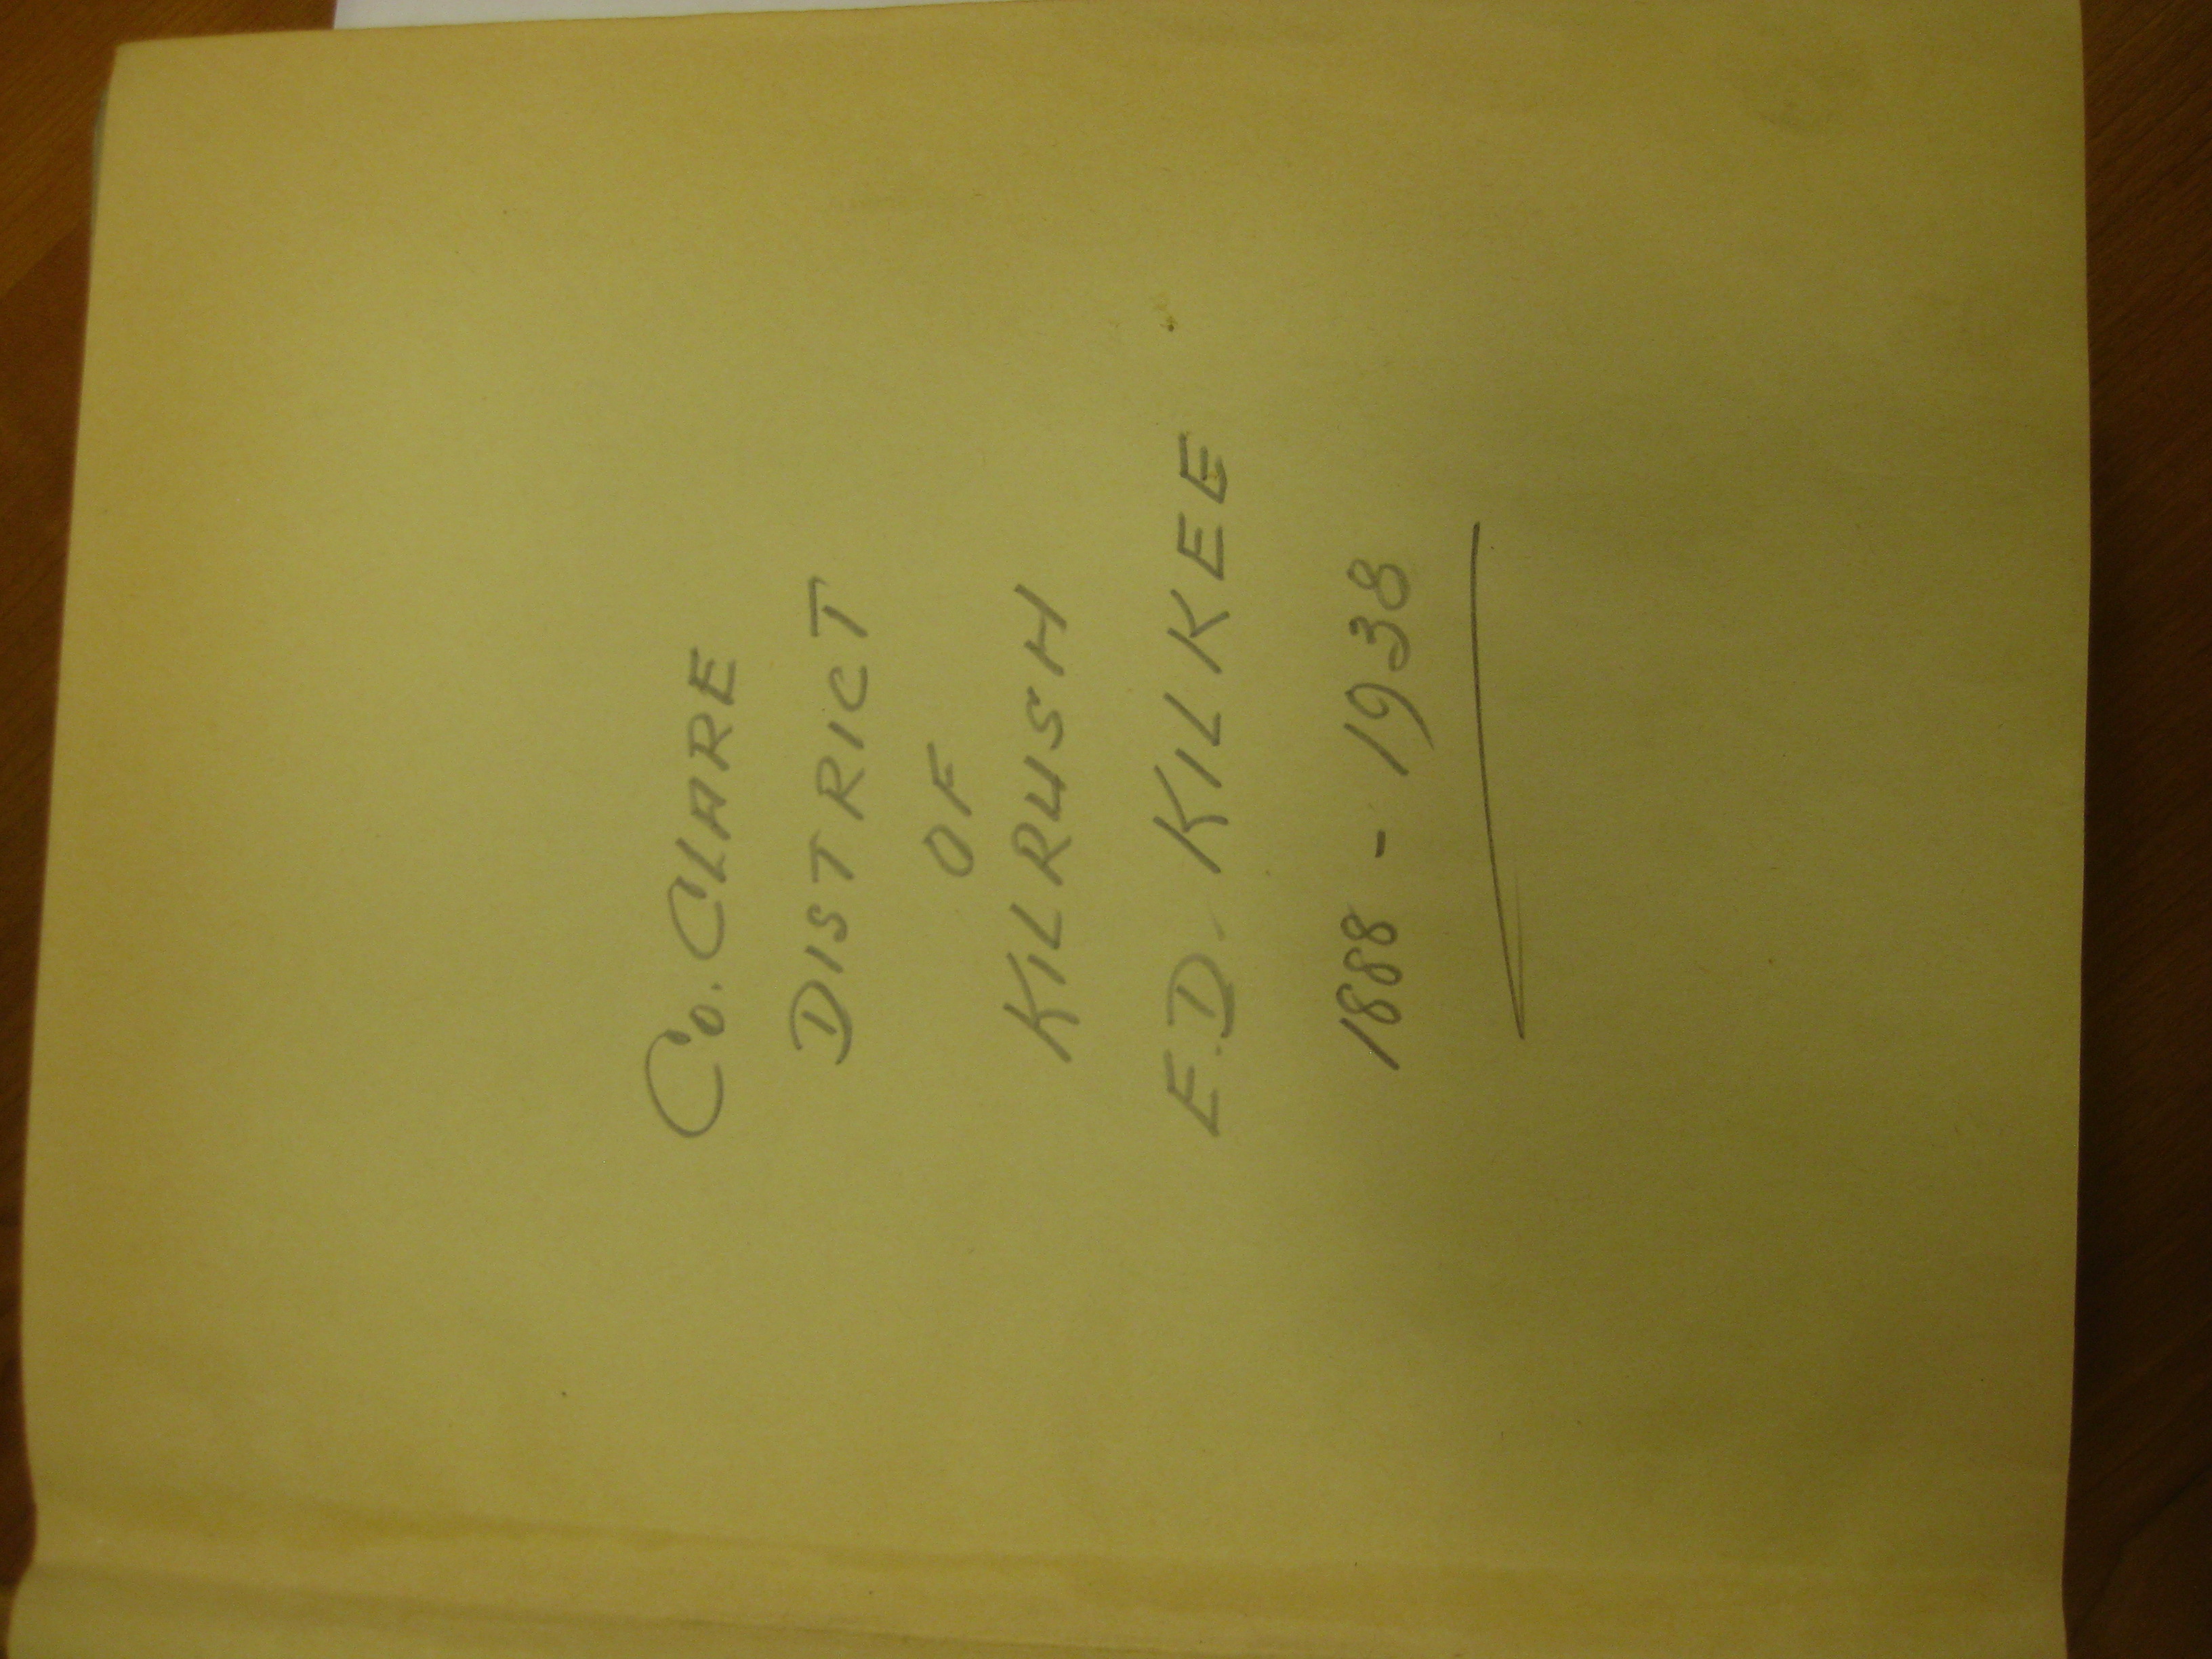 Co. CLARE
DISTRICT
OF
KILRUSH
E.D. KILKEE
1888 - 1938